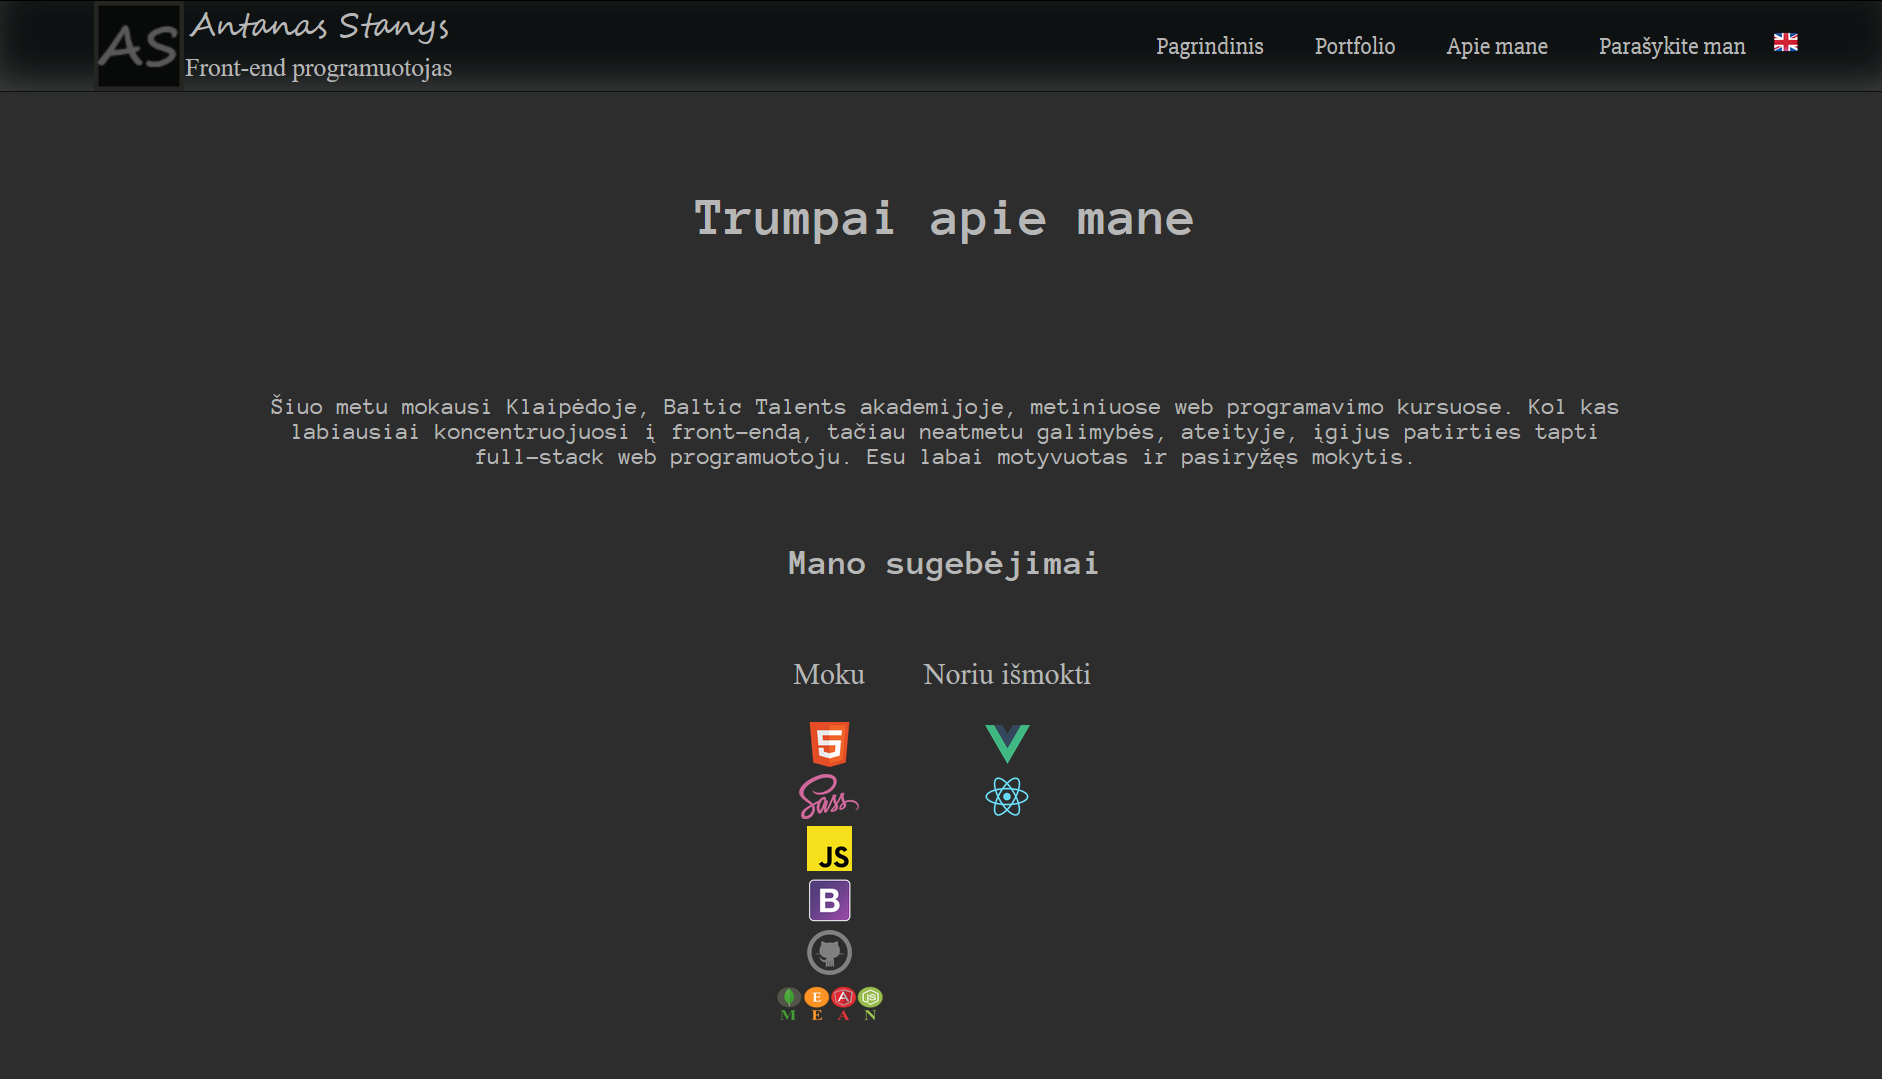 AS
Antanas Stanys
Front-end programuotojas
Pagrindinis
Portfolio
Apie mane
Parašykite man
Trumpai apie mane
Šiuo metu mokausi Klaipėdoje, Baltic Talents akademijoje, metiniuose web programavimo kursuose. Kol kas
labiausiai koncentruojuosi į front-endą, tačiau neatmetu galimybės, ateityje, įgijus patirties tapti
full-stack web programuotoju. Esu labai motyvuotas ir pasiryžęs mokytis.
Mano sugebėjimai
Moku
Noriu išmokti
5
Sass
JS
B
E A JS
M E A N